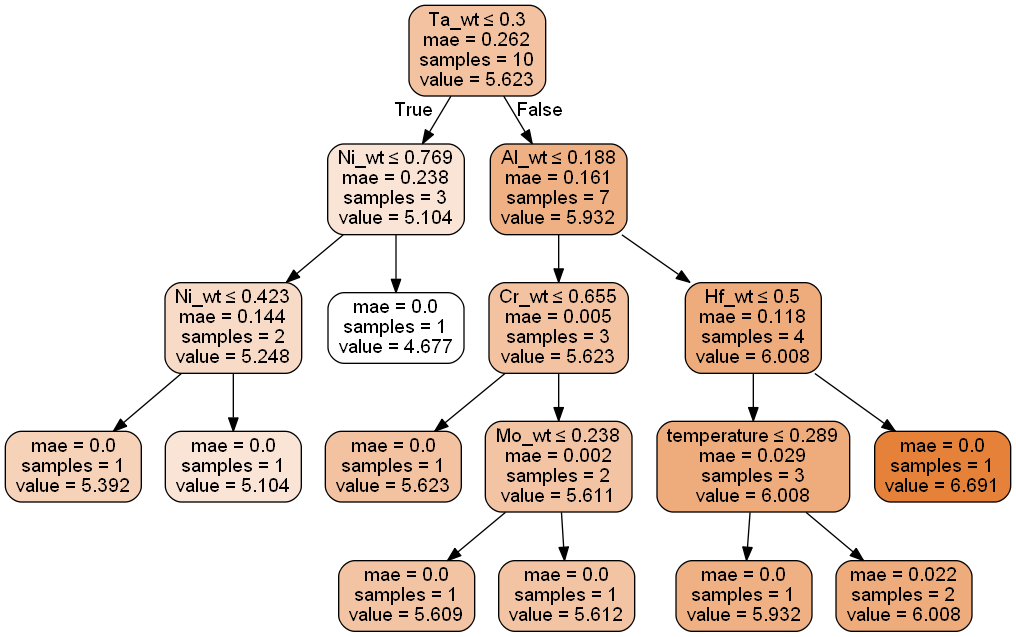 Ta_wt ≤ 0.3
mae = 0.262
samples = 10
value = 5.623
True
False
Ni_wt ≤ 0.769
mae = 0.238
samples = 3
value = 5.104
Al_wt ≤ 0.188
mae = 0.161
samples = 7
value = 5.932
Ni_wt ≤ 0.423
mae = 0.144
samples = 2
value = 5.248
mae = 0.0
samples = 1
value = 4.677
Cr_wt ≤ 0.655
mae = 0.005
samples = 3
value = 5.623
Hf_wt ≤ 0.5
mae = 0.118
samples = 4
value = 6.008
mae = 0.0
samples = 1
value = 5.392
mae = 0.0
samples = 1
value = 5.104
mae = 0.0
samples = 1
value = 5.623
Mo_wt ≤ 0.238
mae = 0.002
samples = 2
value = 5.611
temperature ≤ 0.289
mae = 0.029
samples = 3
value = 6.008
mae = 0.0
samples = 1
value = 6.691
mae = 0.0
samples = 1
value = 5.609
mae = 0.0
samples = 1
value = 5.612
mae = 0.0
samples = 1
value = 5.932
mae = 0.022
samples = 2
value = 6.008